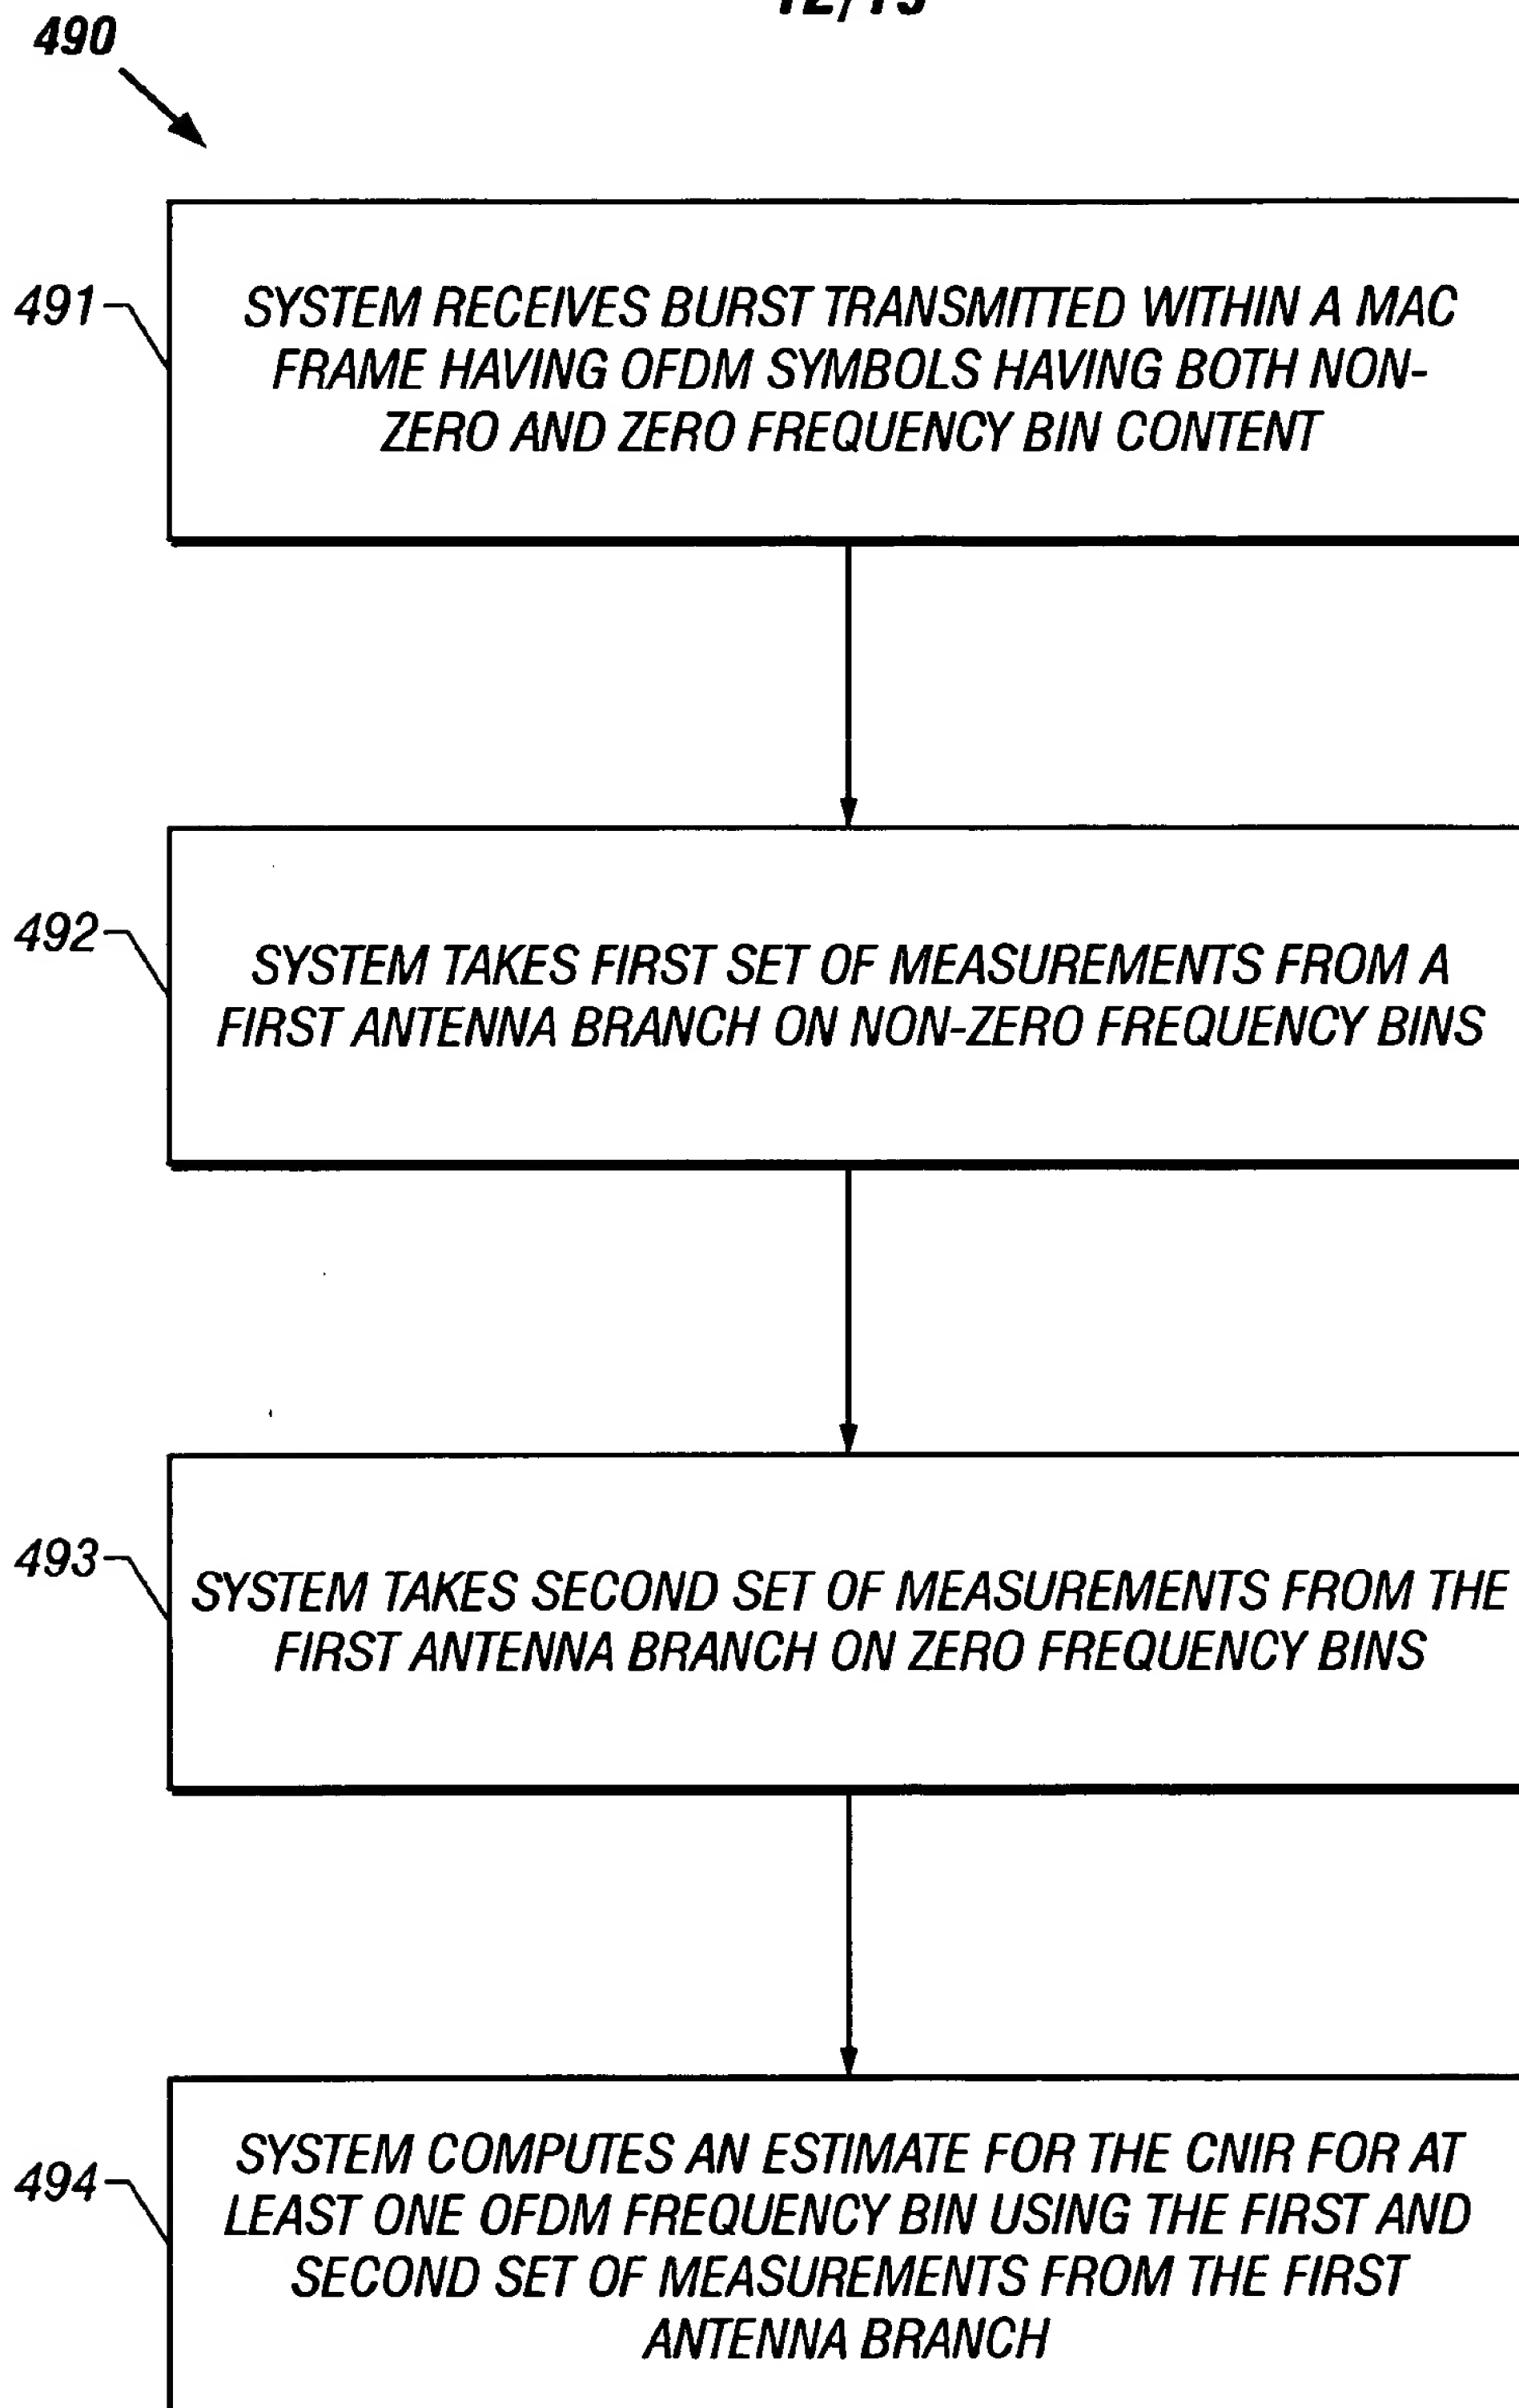 490
491
SYSTEM RECEIVES BURST TRANSMITTED WITHIN A MAC
FRAME HAVING OFDM SYMBOLS HAVING BOTH NON-
ZERO AND ZERO FREQUENCY BIN CONTENT
492
SYSTEM TAKES FIRST SET OF MEASUREMENTS FROM A
FIRST ANTENNA BRANCH ON NON-ZERO FREQUENCY BINS
493
SYSTEM TAKES SECOND SET OF MEASUREMENTS FROM THE
FIRST ANTENNA BRANCH ON ZERO FREQUENCY BINS
494
SYSTEM COMPUTES AN ESTIMATE FOR THE CNIR FOR AT
LEAST ONE OFDM FREQUENCY BIN USING THE FIRST AND
SECOND SET OF MEASUREMENTS FROM THE FIRST
ANTENNA BRANCH